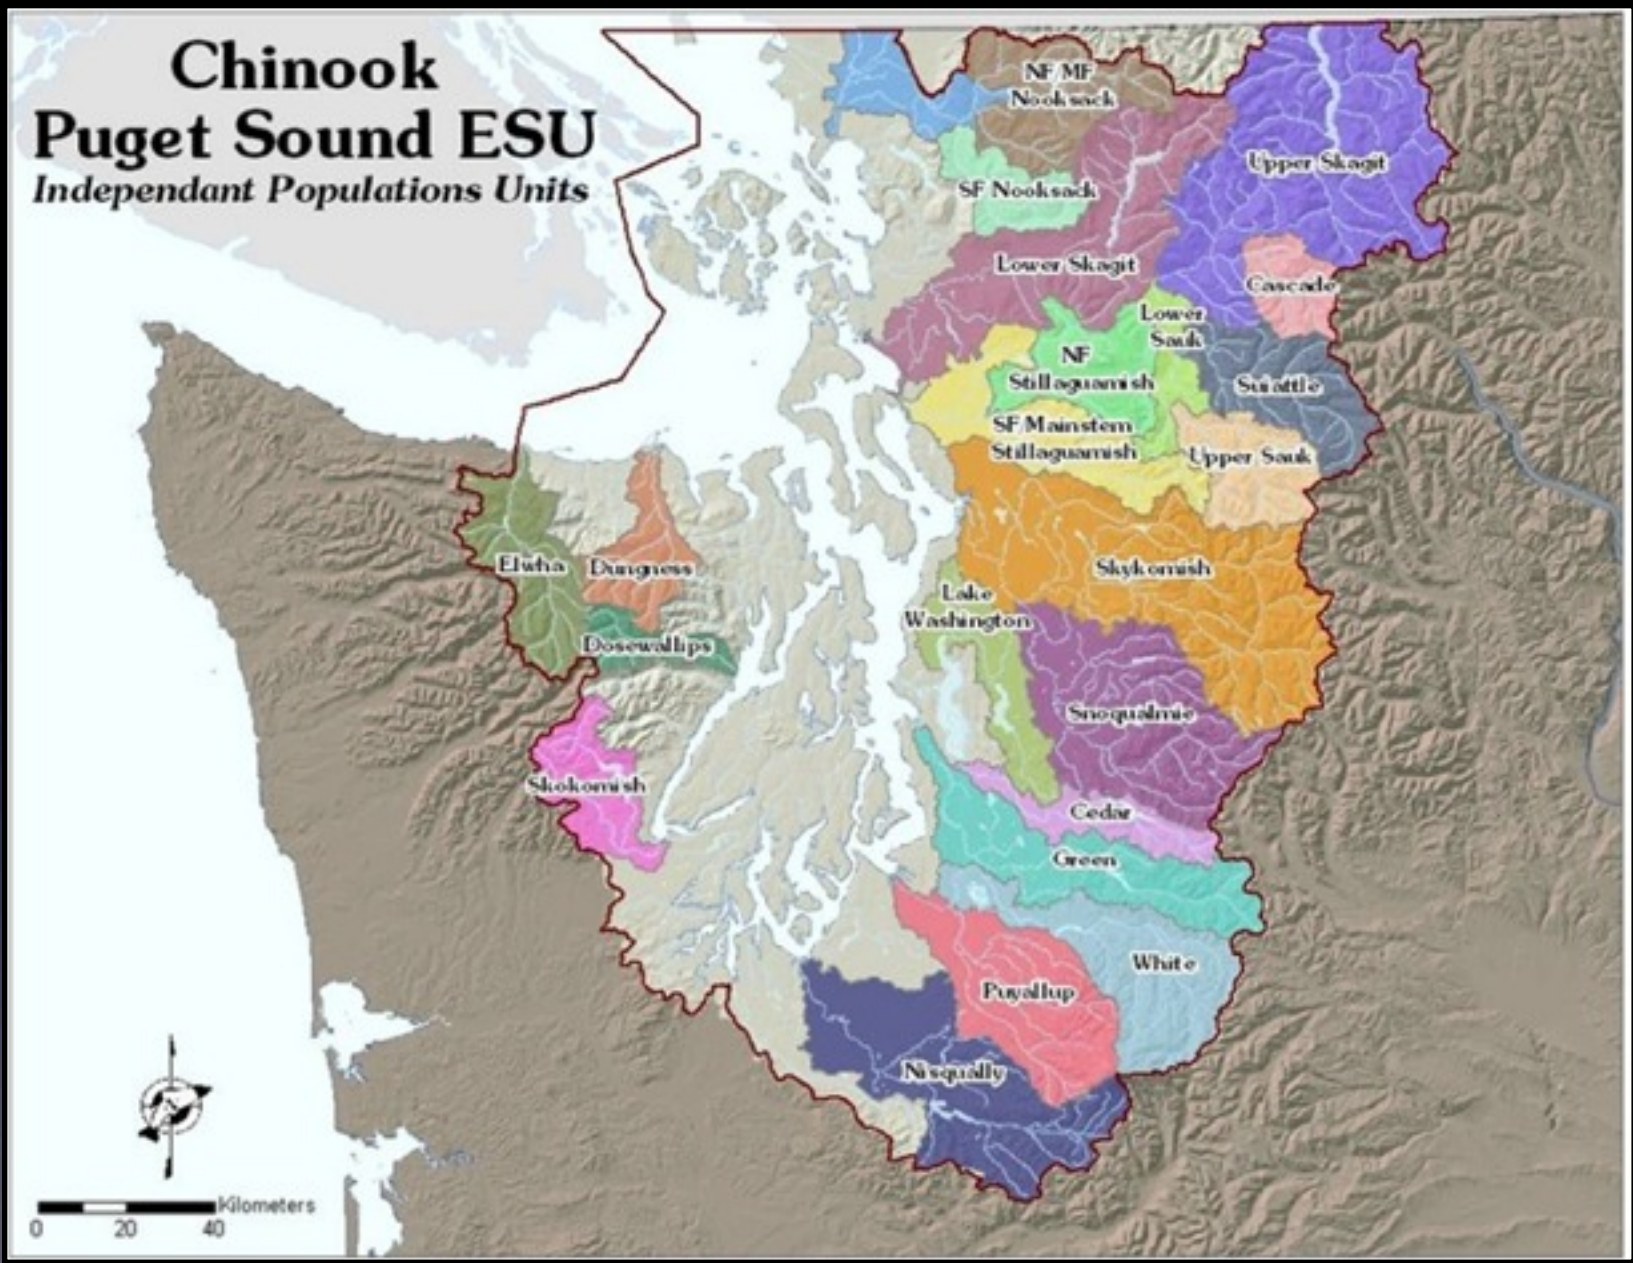 Chinook
Puget Sound ESU
Independant Populations Units
NF/MF
Nooksack
Upper Skagit
SF Nooksack
Lower Skagit
Cascade
Lower
Sauk
NF
Stillaguamish
Suiattle
SF/Mainstem
Stillaguamish
Upper Sauk
Elwha
Dungness
Skykomish
Lake
Washington
Dosewallips
Snoqualmie
Skokomish
Cedar
Green
White
Puyallup
Nisqually
Kilometers
0 20 40